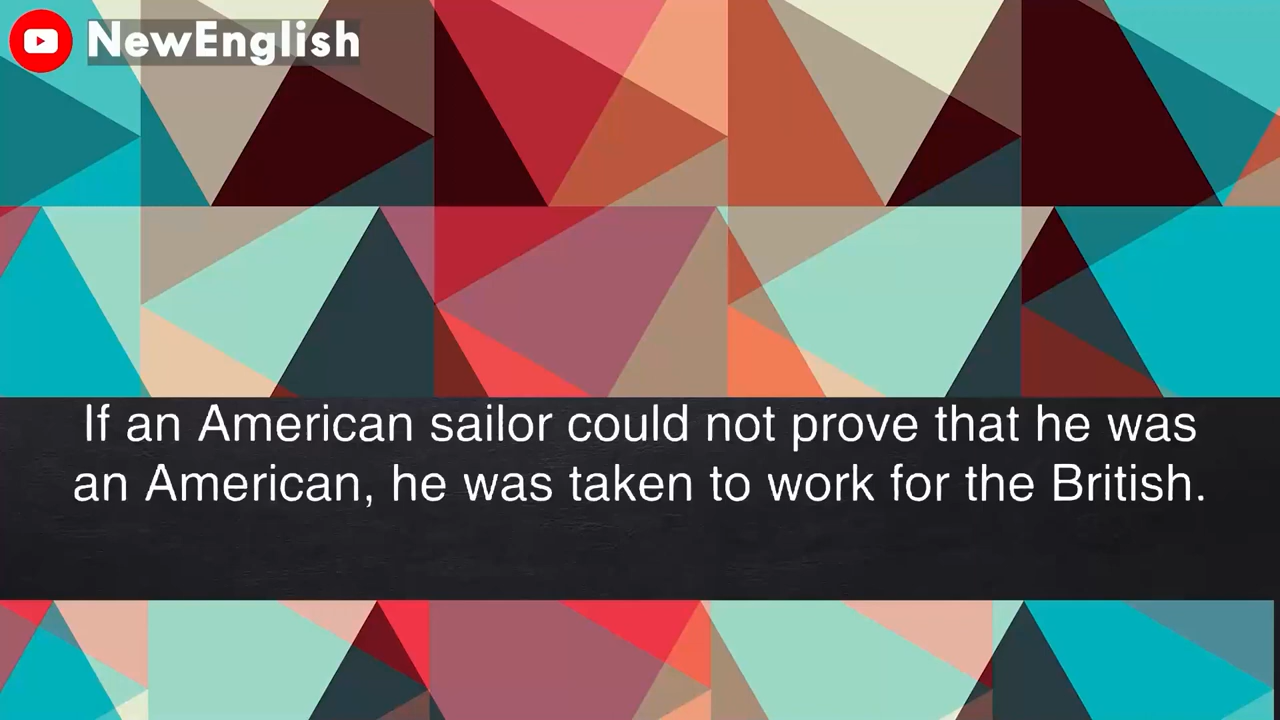 NewEnglish
If an American sailor could not prove that he was
an American, he was taken to work for the British.